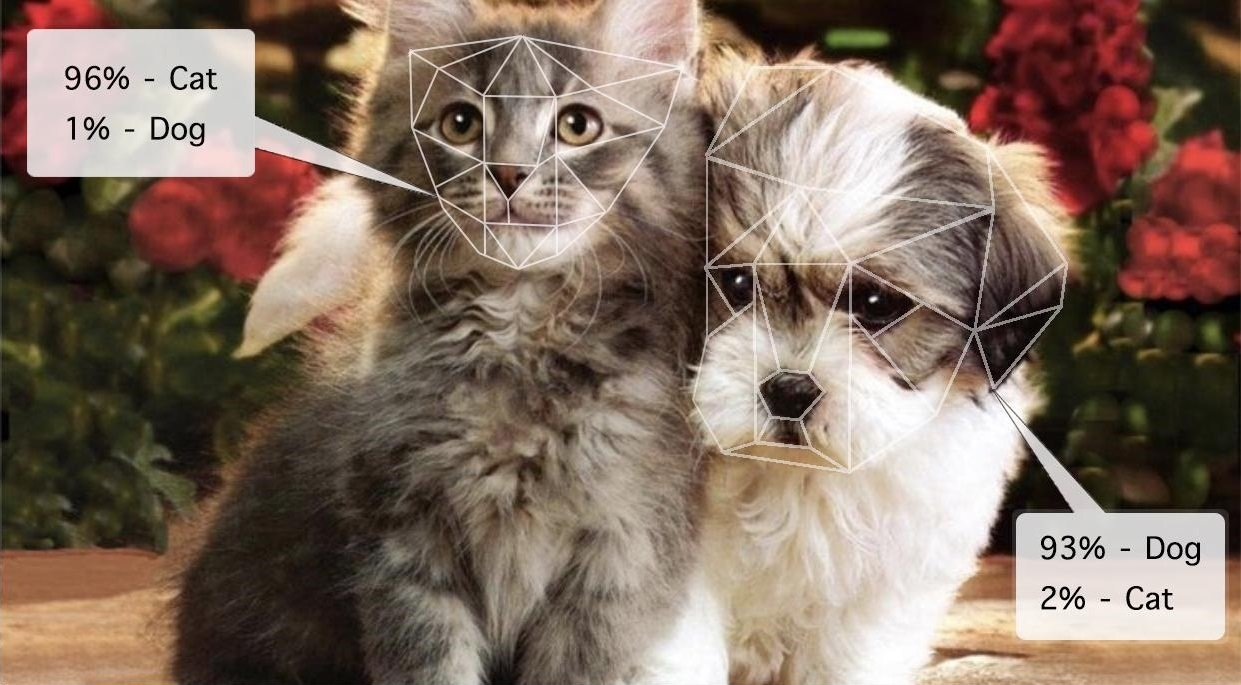 96% - Cat
1% - Dog
93% - Dog
2% - Cat